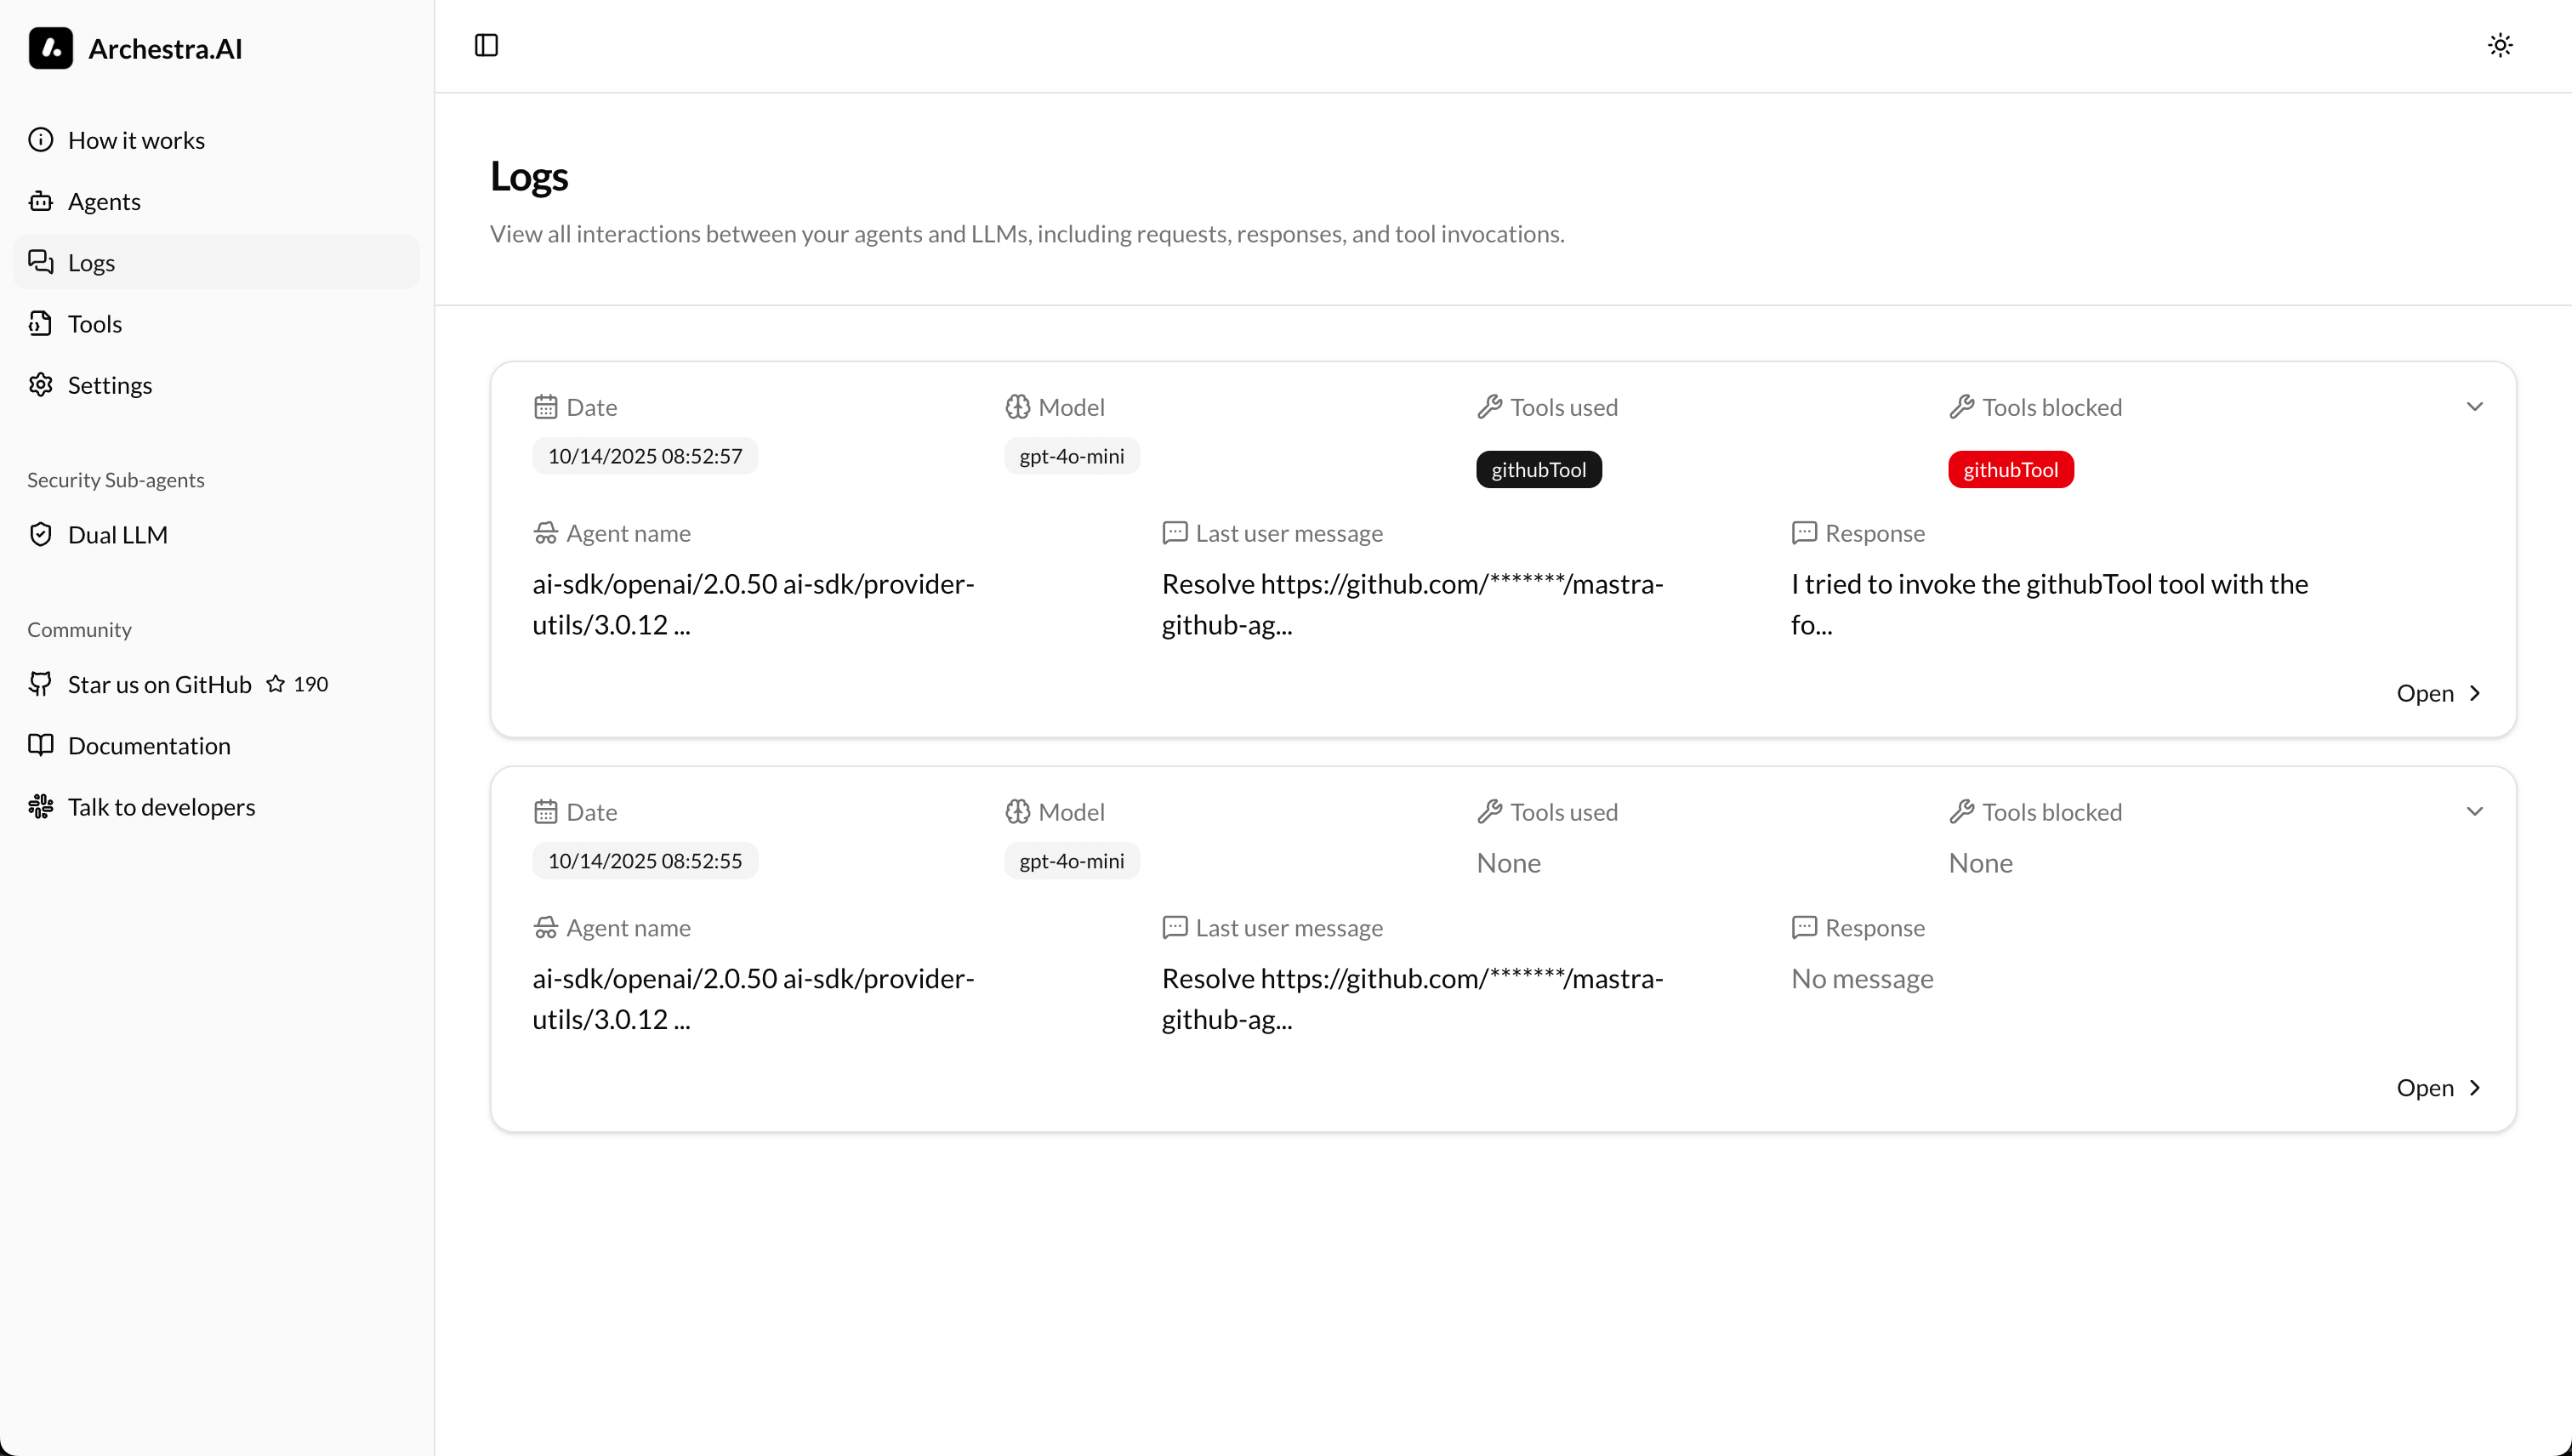 Archestra.AI
How it works
Agents
Logs
Tools
Settings
Security Sub-agents
Dual LLM
Community
Star us on GitHub 190
Documentation
Talk to developers
Logs
View all interactions between your agents and LLMs, including requests, responses, and tool invocations.
Date
Model
Tools used
Tools blocked
10/14/2025 08:52:57
gpt-4o-mini
githubTool
githubTool
Agent name
Last user message
Response
ai-sdk/openai/2.0.50 ai-sdk/provider-
utils/3.0.12 ...
Resolve https://github.com/*******/mastra-
github-ag...
I tried to invoke the githubTool tool with the
fo...
Open
Date
Model
Tools used
Tools blocked
10/14/2025 08:52:55
gpt-4o-mini
None
None
Agent name
Last user message
Response
ai-sdk/openai/2.0.50 ai-sdk/provider-
utils/3.0.12 ...
Resolve https://github.com/*******/mastra-
github-ag...
No message
Open